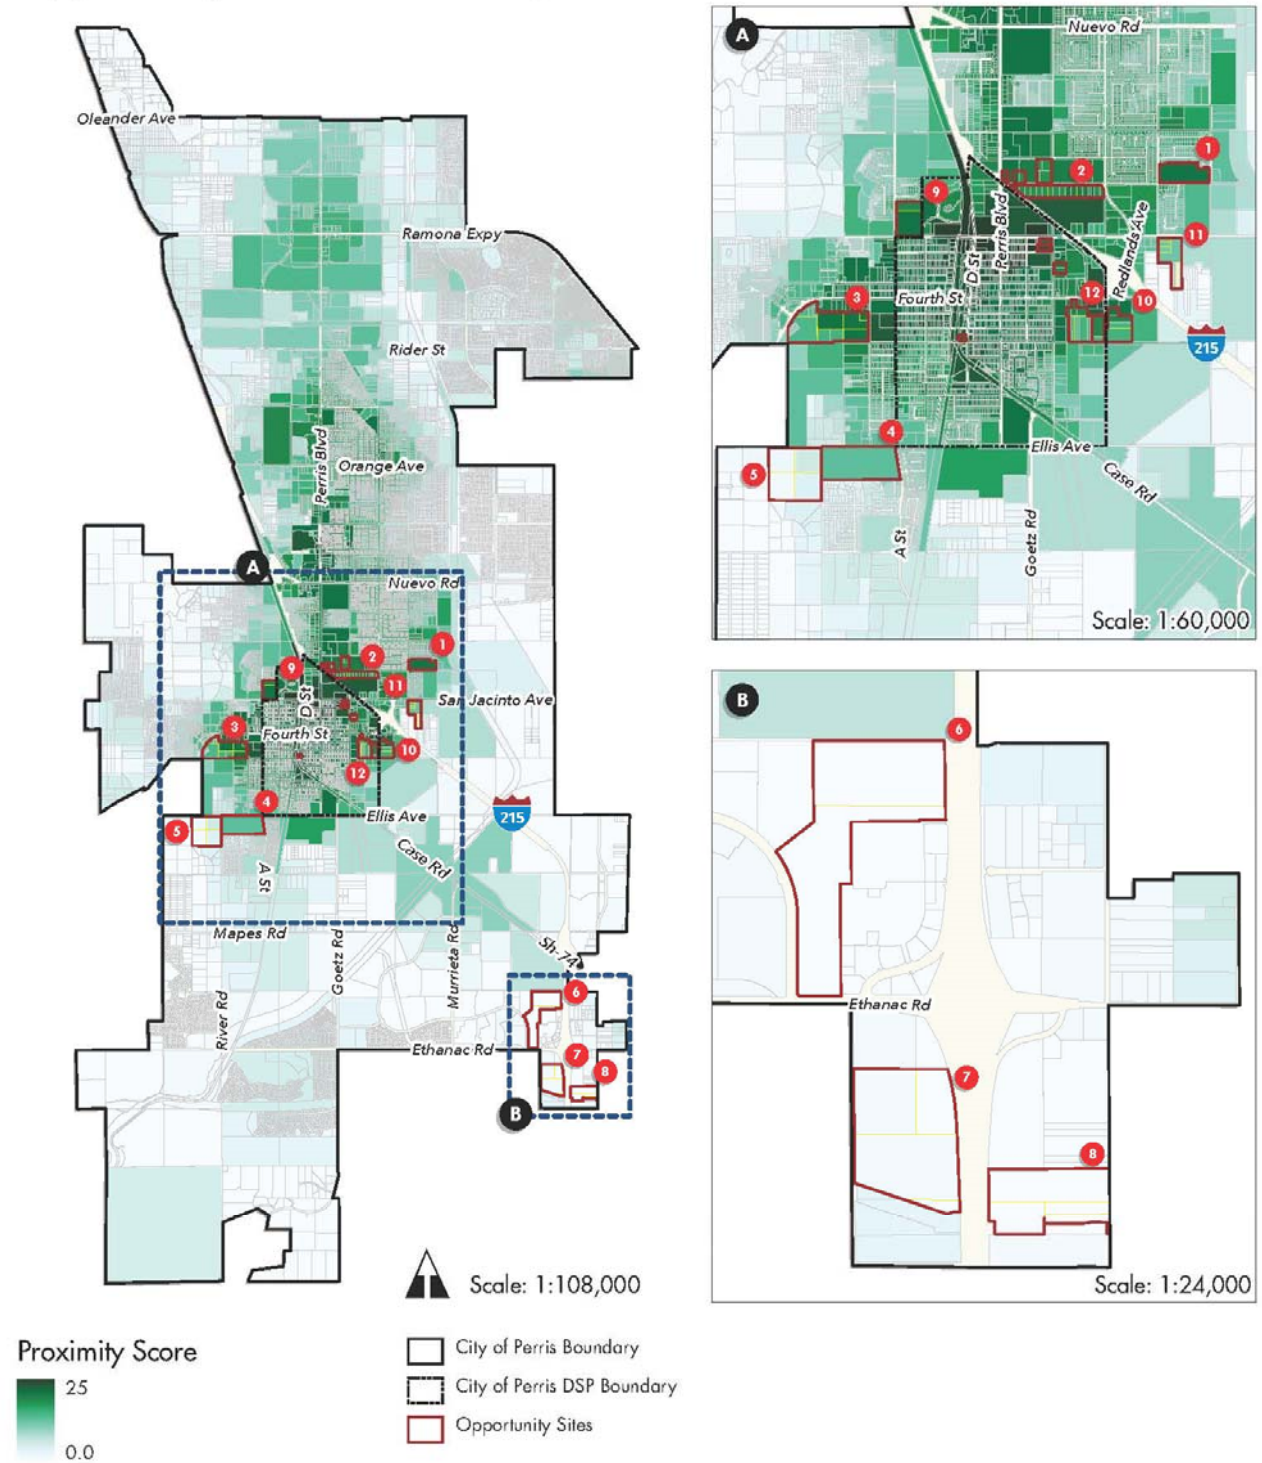 Oleander Ave
Ramona Expy
Rider St
Perris Blvd
Orange Ave
A
Nuevo Rd
1
2
9
11
D St
San Jacinto Ave
3
Fourth St
10
12
4
5
Ellis Ave
215
Case Rd
A St
Mapes Rd
Goetz Rd
Murrieta Rd
Sh-74
River Rd
6
Ethanac Rd
7
8
B
Scale: 1:108,000
A
Nuevo Rd
1
2
9
Perris Blvd
Redlands Ave
11
D St
3
Fourth St
12
10
215
4
Ellis Ave
5
Case Rd
A St
Goetz Rd
Scale: 1:60,000
B
6
Ethanac Rd
7
8
Scale: 1:24,000
Proximity Score
25
0.0
City of Perris Boundary
City of Perris DSP Boundary
Opportunity Sites